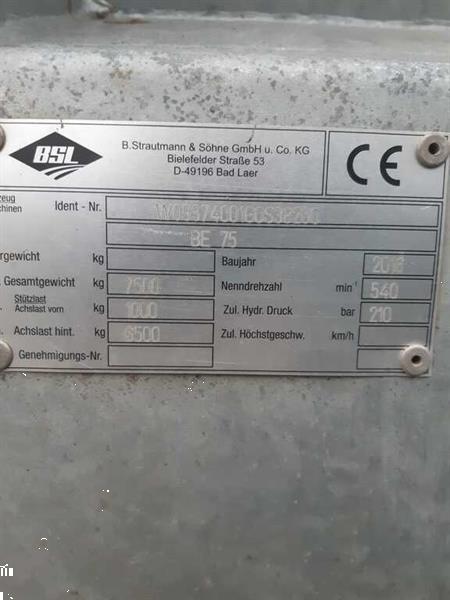 BSL
B.Strautmann & Söhne GmbH u. Co. KG
Bielefelder Straße 53
D-49196 Bad Laer
CE
Ident - Nr.
BE 75
kg
Baujahr 2016
Gesamtgewicht kg 7500
Nenndrehzahl min⁻¹ 540
Stützlast
Achslast vorn kg 1000
Zul. Hydr. Druck bar 210
Achslast hint. kg 6500
Zul. Höchstgeschw. km/h
Genehmigungs-Nr.